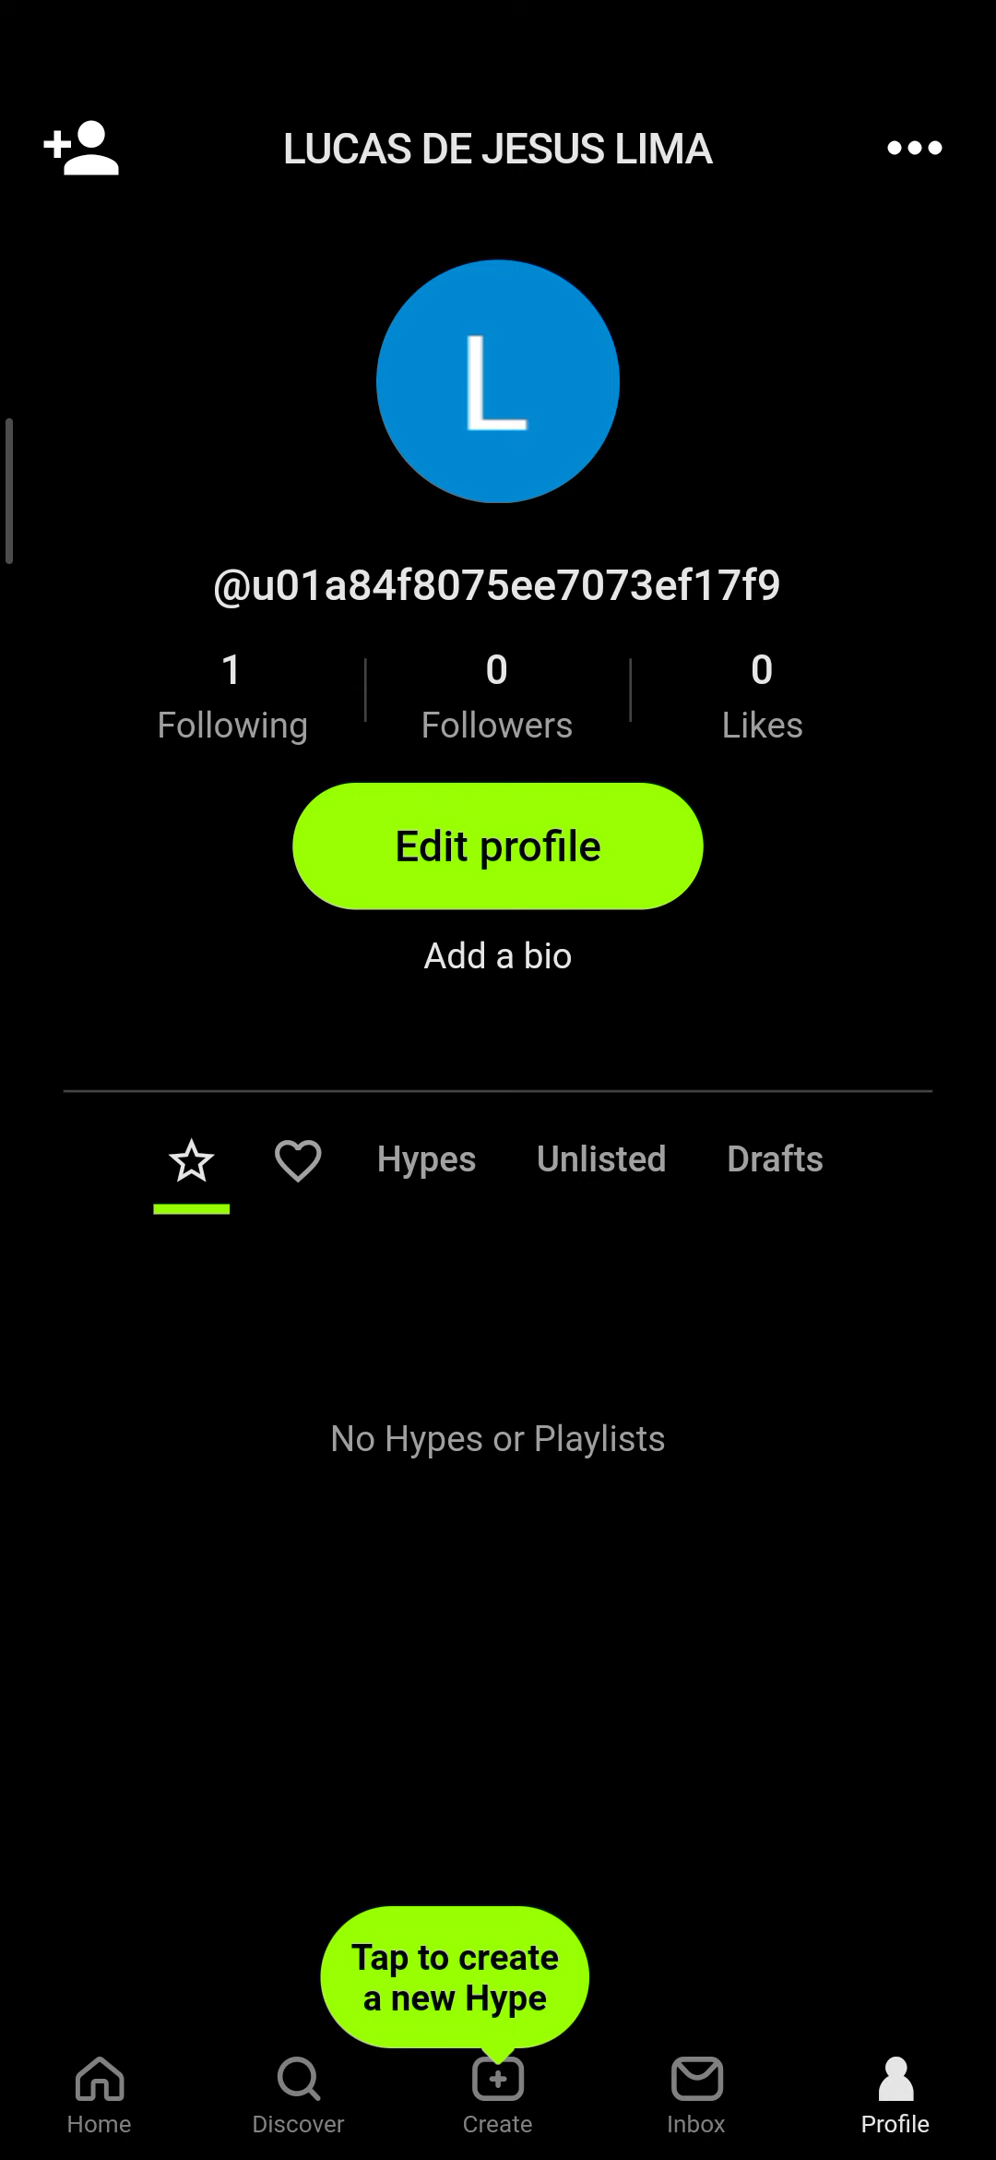 LUCAS DE JESUS LIMA
L
@u01a84f8075ee7073ef17f9
1
Following
0
Followers
0
Likes
Edit profile
Add a bio
Hypes
Unlisted
Drafts
No Hypes or Playlists
Tap to create
a new Hype
Home
Discover
Create
Inbox
Profile